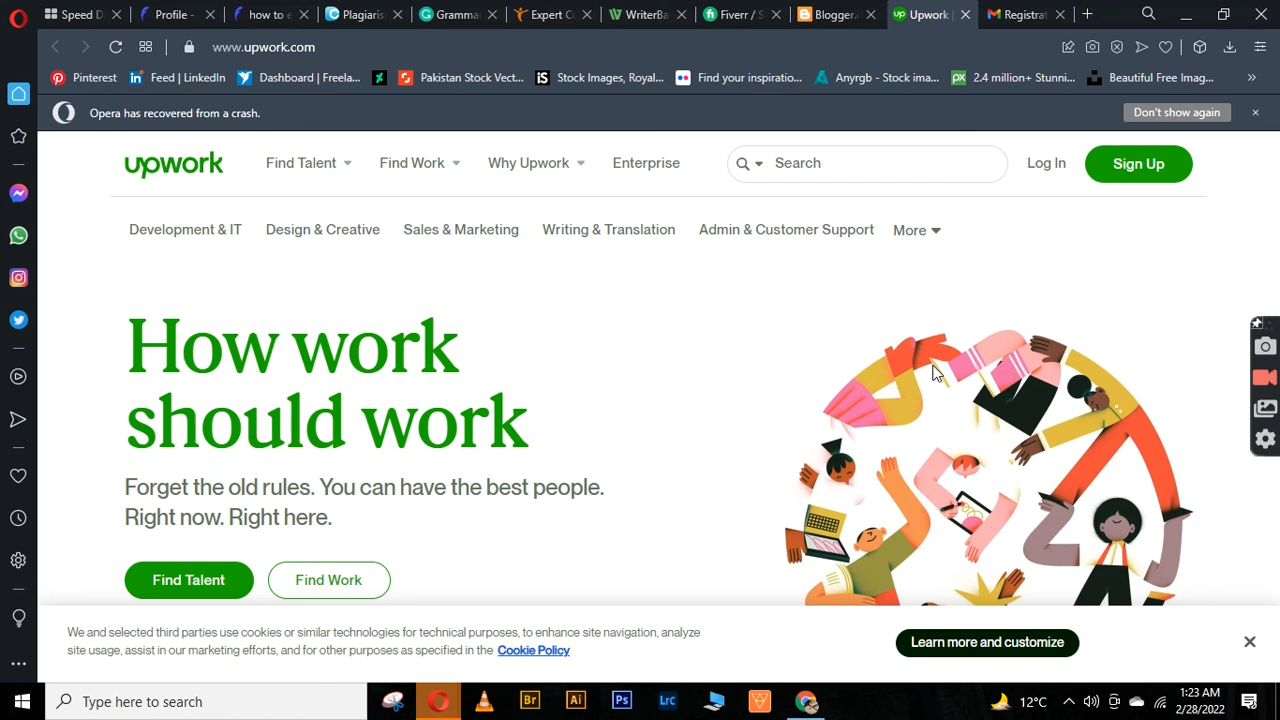 Speed D
Profile -
how to e
Plagiaris
Gramma
Expert C
WriterBa
Fiverr / S
Blogger.
Upwork
Registrat
www.upwork.com
Pinterest
Feed | LinkedIn
Dashboard | Freela...
Pakistan Stock Vect...
iS
Stock Images, Royal...
Find your inspiratio...
Anyrgb - Stock ima...
px
2.4 million+ Stunni...
Beautiful Free Imag...
Opera has recovered from a crash.
Don't show again
upwork
Find Talent
Find Work
Why Upwork
Enterprise
Search
Log In
Sign Up
Development & IT
Design & Creative
Sales & Marketing
Writing & Translation
Admin & Customer Support
More
How work
should work
Forget the old rules. You can have the best people.
Right now. Right here.
Find Talent
Find Work
We and selected third parties use cookies or similar technologies for technical purposes, to enhance site navigation, analyze
site usage, assist in our marketing efforts, and for other purposes as specified in the Cookie Policy
Learn more and customize
Type here to search
Br
Ai
Ps
Lrc
12°C
1:23 AM
2/28/2022